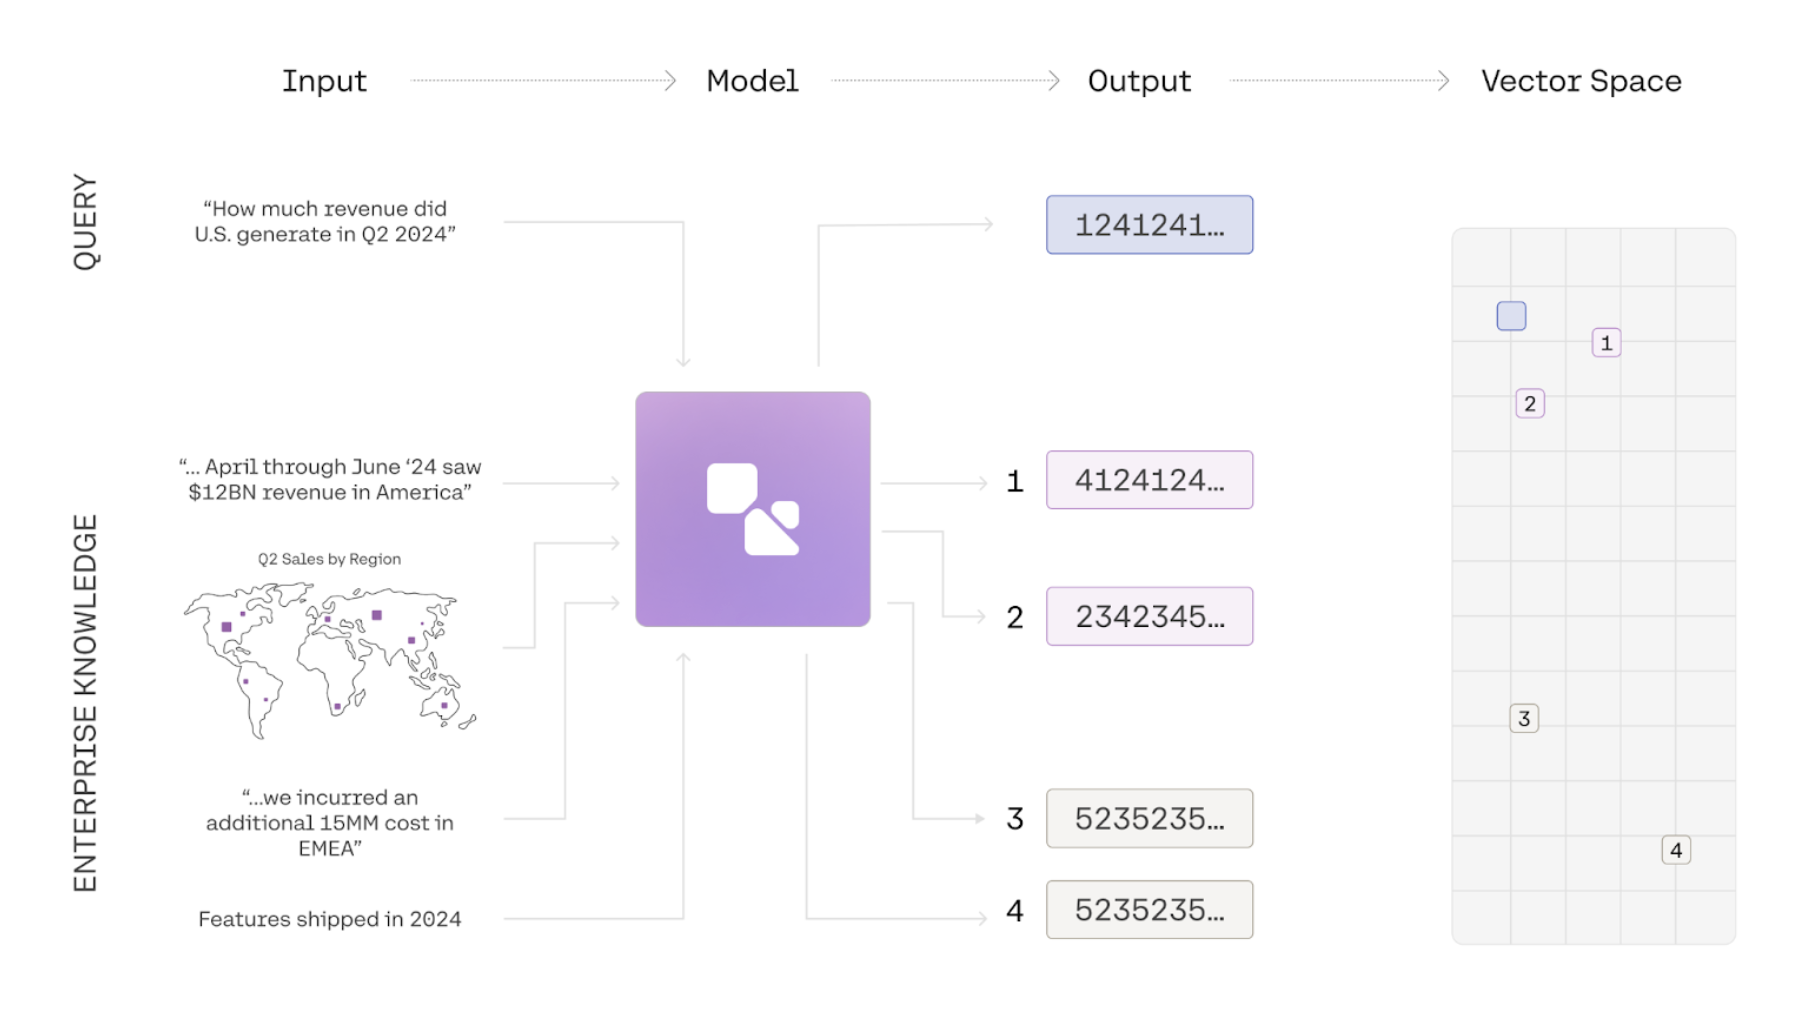 Input
Model
Output
Vector Space
QUERY
“How much revenue did
U.S. generate in Q2 2024”
1241241…
ENTERPRISE KNOWLEDGE
“… April through June ‘24 saw
$12BN revenue in America”
1
4124124…
Q2 Sales by Region
2
2342345…
“…we incurred an
additional 15MM cost in
EMEA”
3
5235235…
Features shipped in 2024
4
5235235…
1
2
3
4